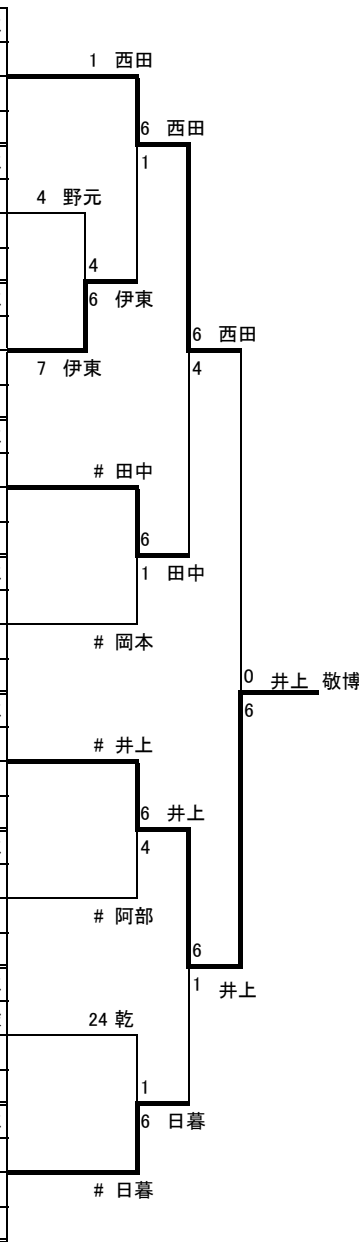 1 西田
6 西田
1
4 野元
4
6 伊東
7 伊東
6 西田
4
# 田中
6
1 田中
# 岡本
0 井上 敬博
6
# 井上
6 井上
4
# 阿部
6
1 井上
24 乾
1
6 日暮
# 日暮